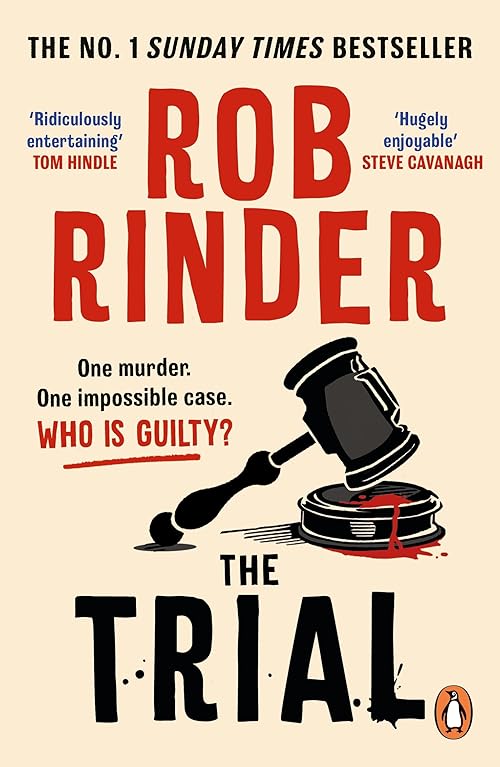 THE NO. 1 SUNDAY TIMES BESTSELLER
ROB
RINDER
‘Ridiculously
entertaining’
TOM HINDLE
‘Hugely
enjoyable’
STEVE CAVANAGH
One murder.
One impossible case.
WHO IS GUILTY?
THE
TRIAL